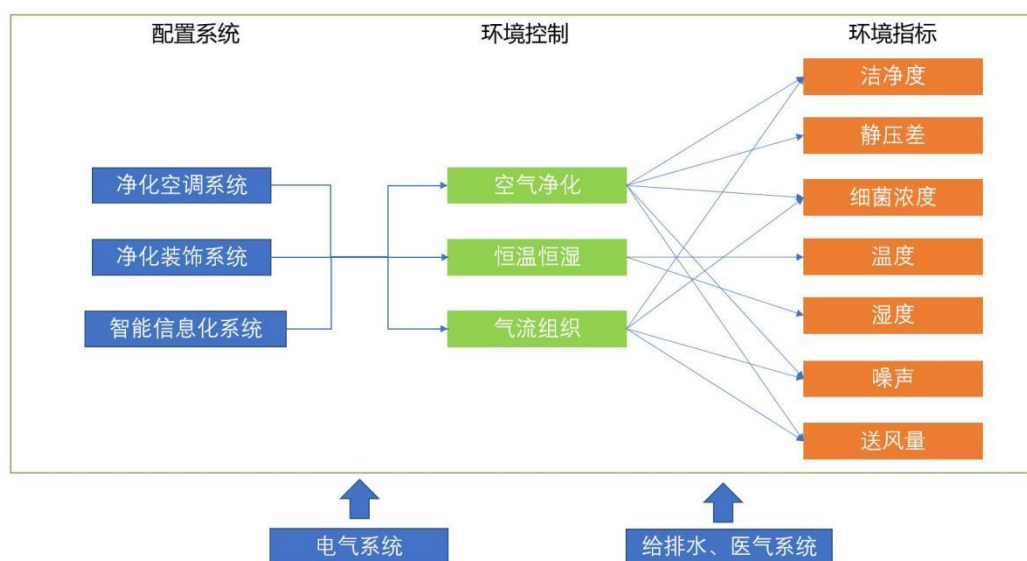 配置系统
环境控制
环境指标
净化空调系统
净化装饰系统
智能信息化系统
空气净化
恒温恒湿
气流组织
洁净度
静压差
细菌浓度
温度
湿度
噪声
送风量
电气系统
给排水、医气系统